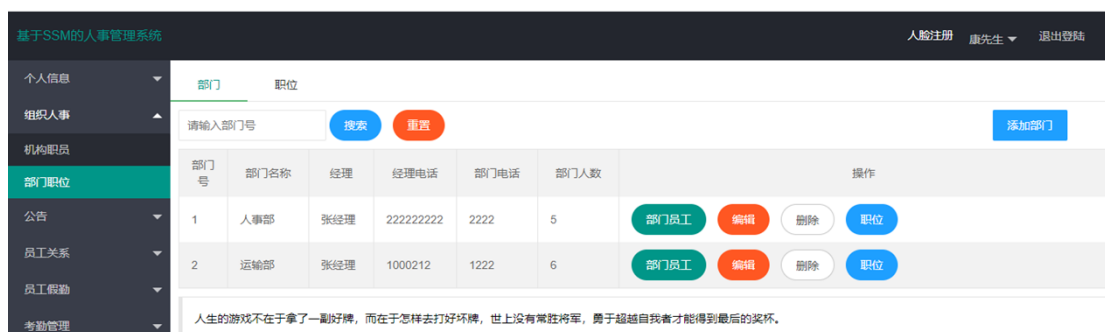 基于SSM的人事管理系统
人脸注册 康先生 退出登陆
个人信息
组织人事
机构职员
部门职位
公告
员工关系
员工假勤
考勤管理
部门 职位
请输入部门号 搜索 重置 添加部门
部门号 部门名称 经理 经理电话 部门电话 部门人数 操作
1 人事部 张经理 222222222 2222 5 部门员工 编辑 删除 职位
2 运输部 张经理 1000212 1222 6 部门员工 编辑 删除 职位
人生的游戏不在于拿了一副好牌，而在于怎样去打好坏牌，世上没有常胜将军，勇于超越自我者才能得到最后的奖杯。